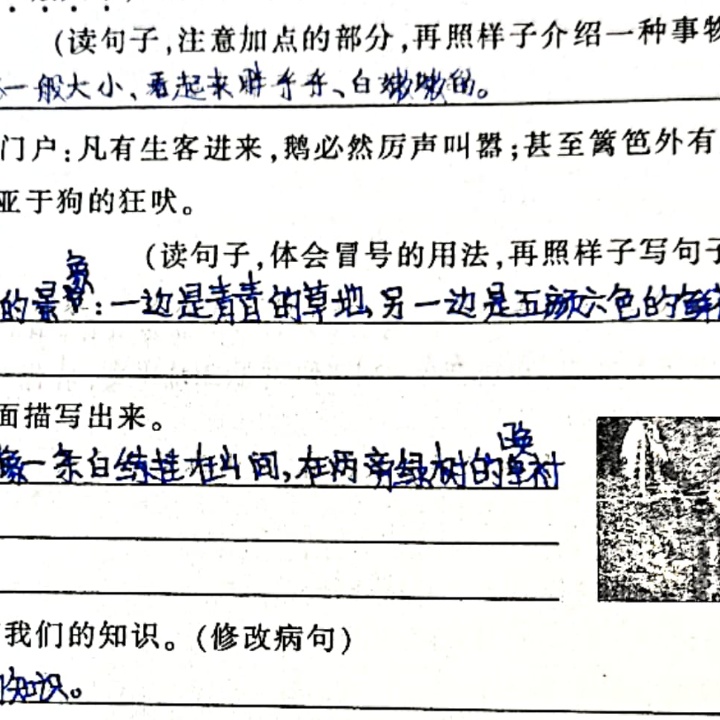 (读句子,注意加点的部分,再照样子介绍一种事物
一般大小、看起来胖乎乎、白嫩嫩的。
门户:凡有生客进来,鹅必然厉声叫嚣;甚至篱笆外有
亚于狗的狂吠。
(读句子,体会冒号的用法,再照样子写句子
的景象:一边是青青的草地,另一边是五颜六色的鲜
面描写出来。
像一条白练挂在山间,在两旁绿树的映衬
我们的知识。(修改病句)
知识。